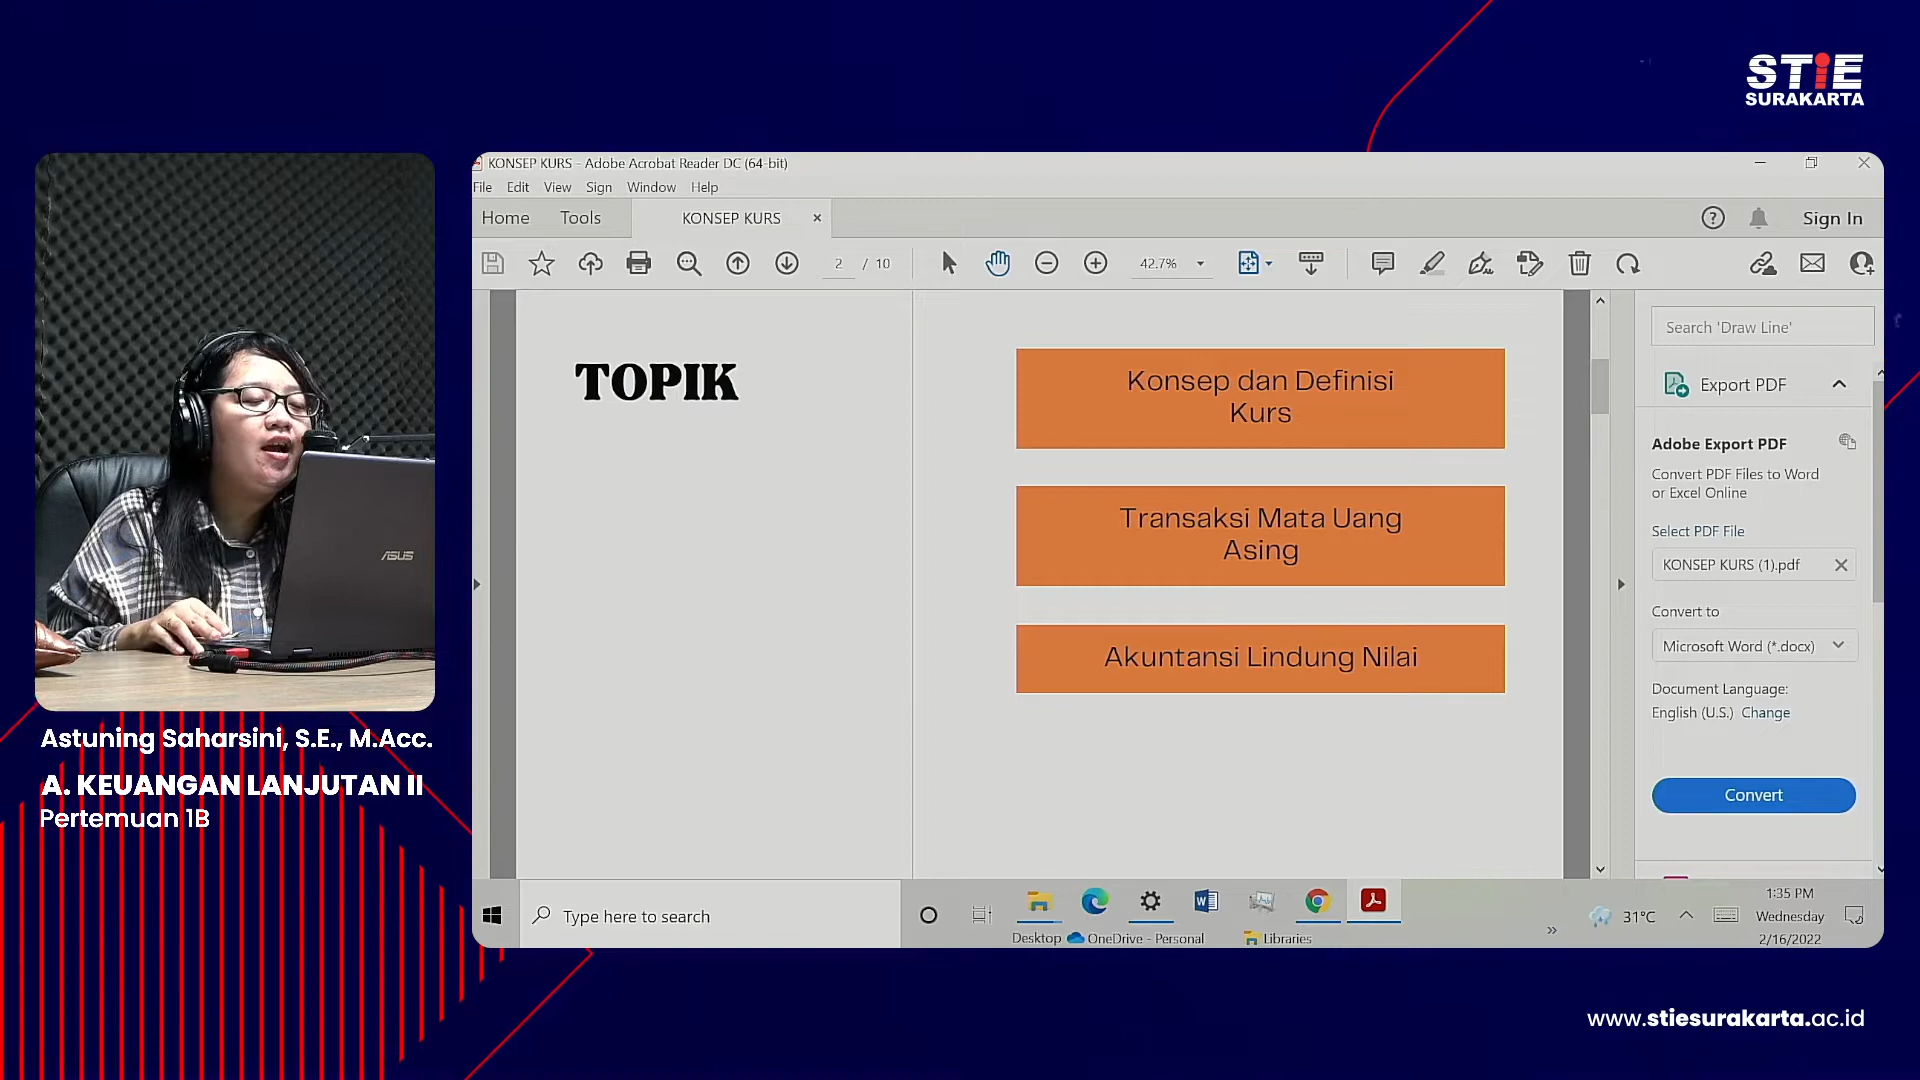 STiE
SURAKARTA
KONSEP KURS - Adobe Acrobat Reader DC (64-bit)
File Edit View Sign Window Help
Home Tools KONSEP KURS × Sign In
2 / 10 42.7%
TOPIK
Konsep dan Definisi
Kurs
Transaksi Mata Uang
Asing
Akuntansi Lindung Nilai
Search 'Draw Line'
Export PDF
Adobe Export PDF
Convert PDF Files to Word
or Excel Online
Select PDF File
KONSEP KURS (1).pdf
Convert to
Microsoft Word (*.docx)
Document Language:
English (U.S.) Change
Convert
Type here to search
Desktop OneDrive - Personal Libraries
31°C
1:35 PM
Wednesday
2/16/2022
ASUS
Astuning Saharsini, S.E., M.Acc.
A. KEUANGAN LANJUTAN II
Pertemuan 1B
www.stiesurakarta.ac.id